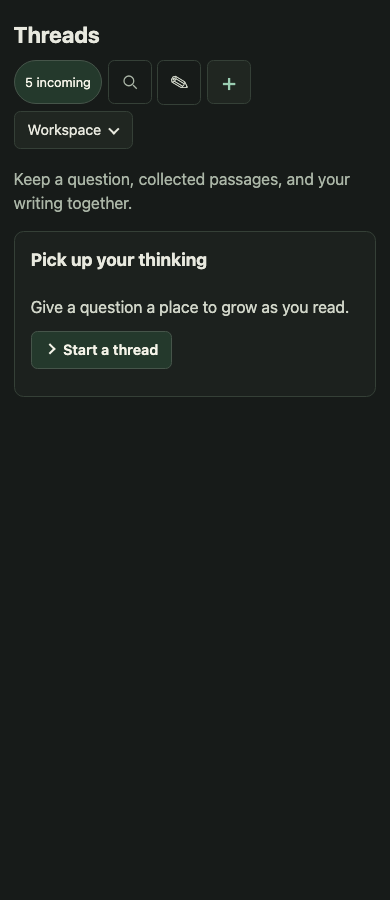 Threads
5 incoming
Workspace
Keep a question, collected passages, and your
writing together.
Pick up your thinking
Give a question a place to grow as you read.
Start a thread